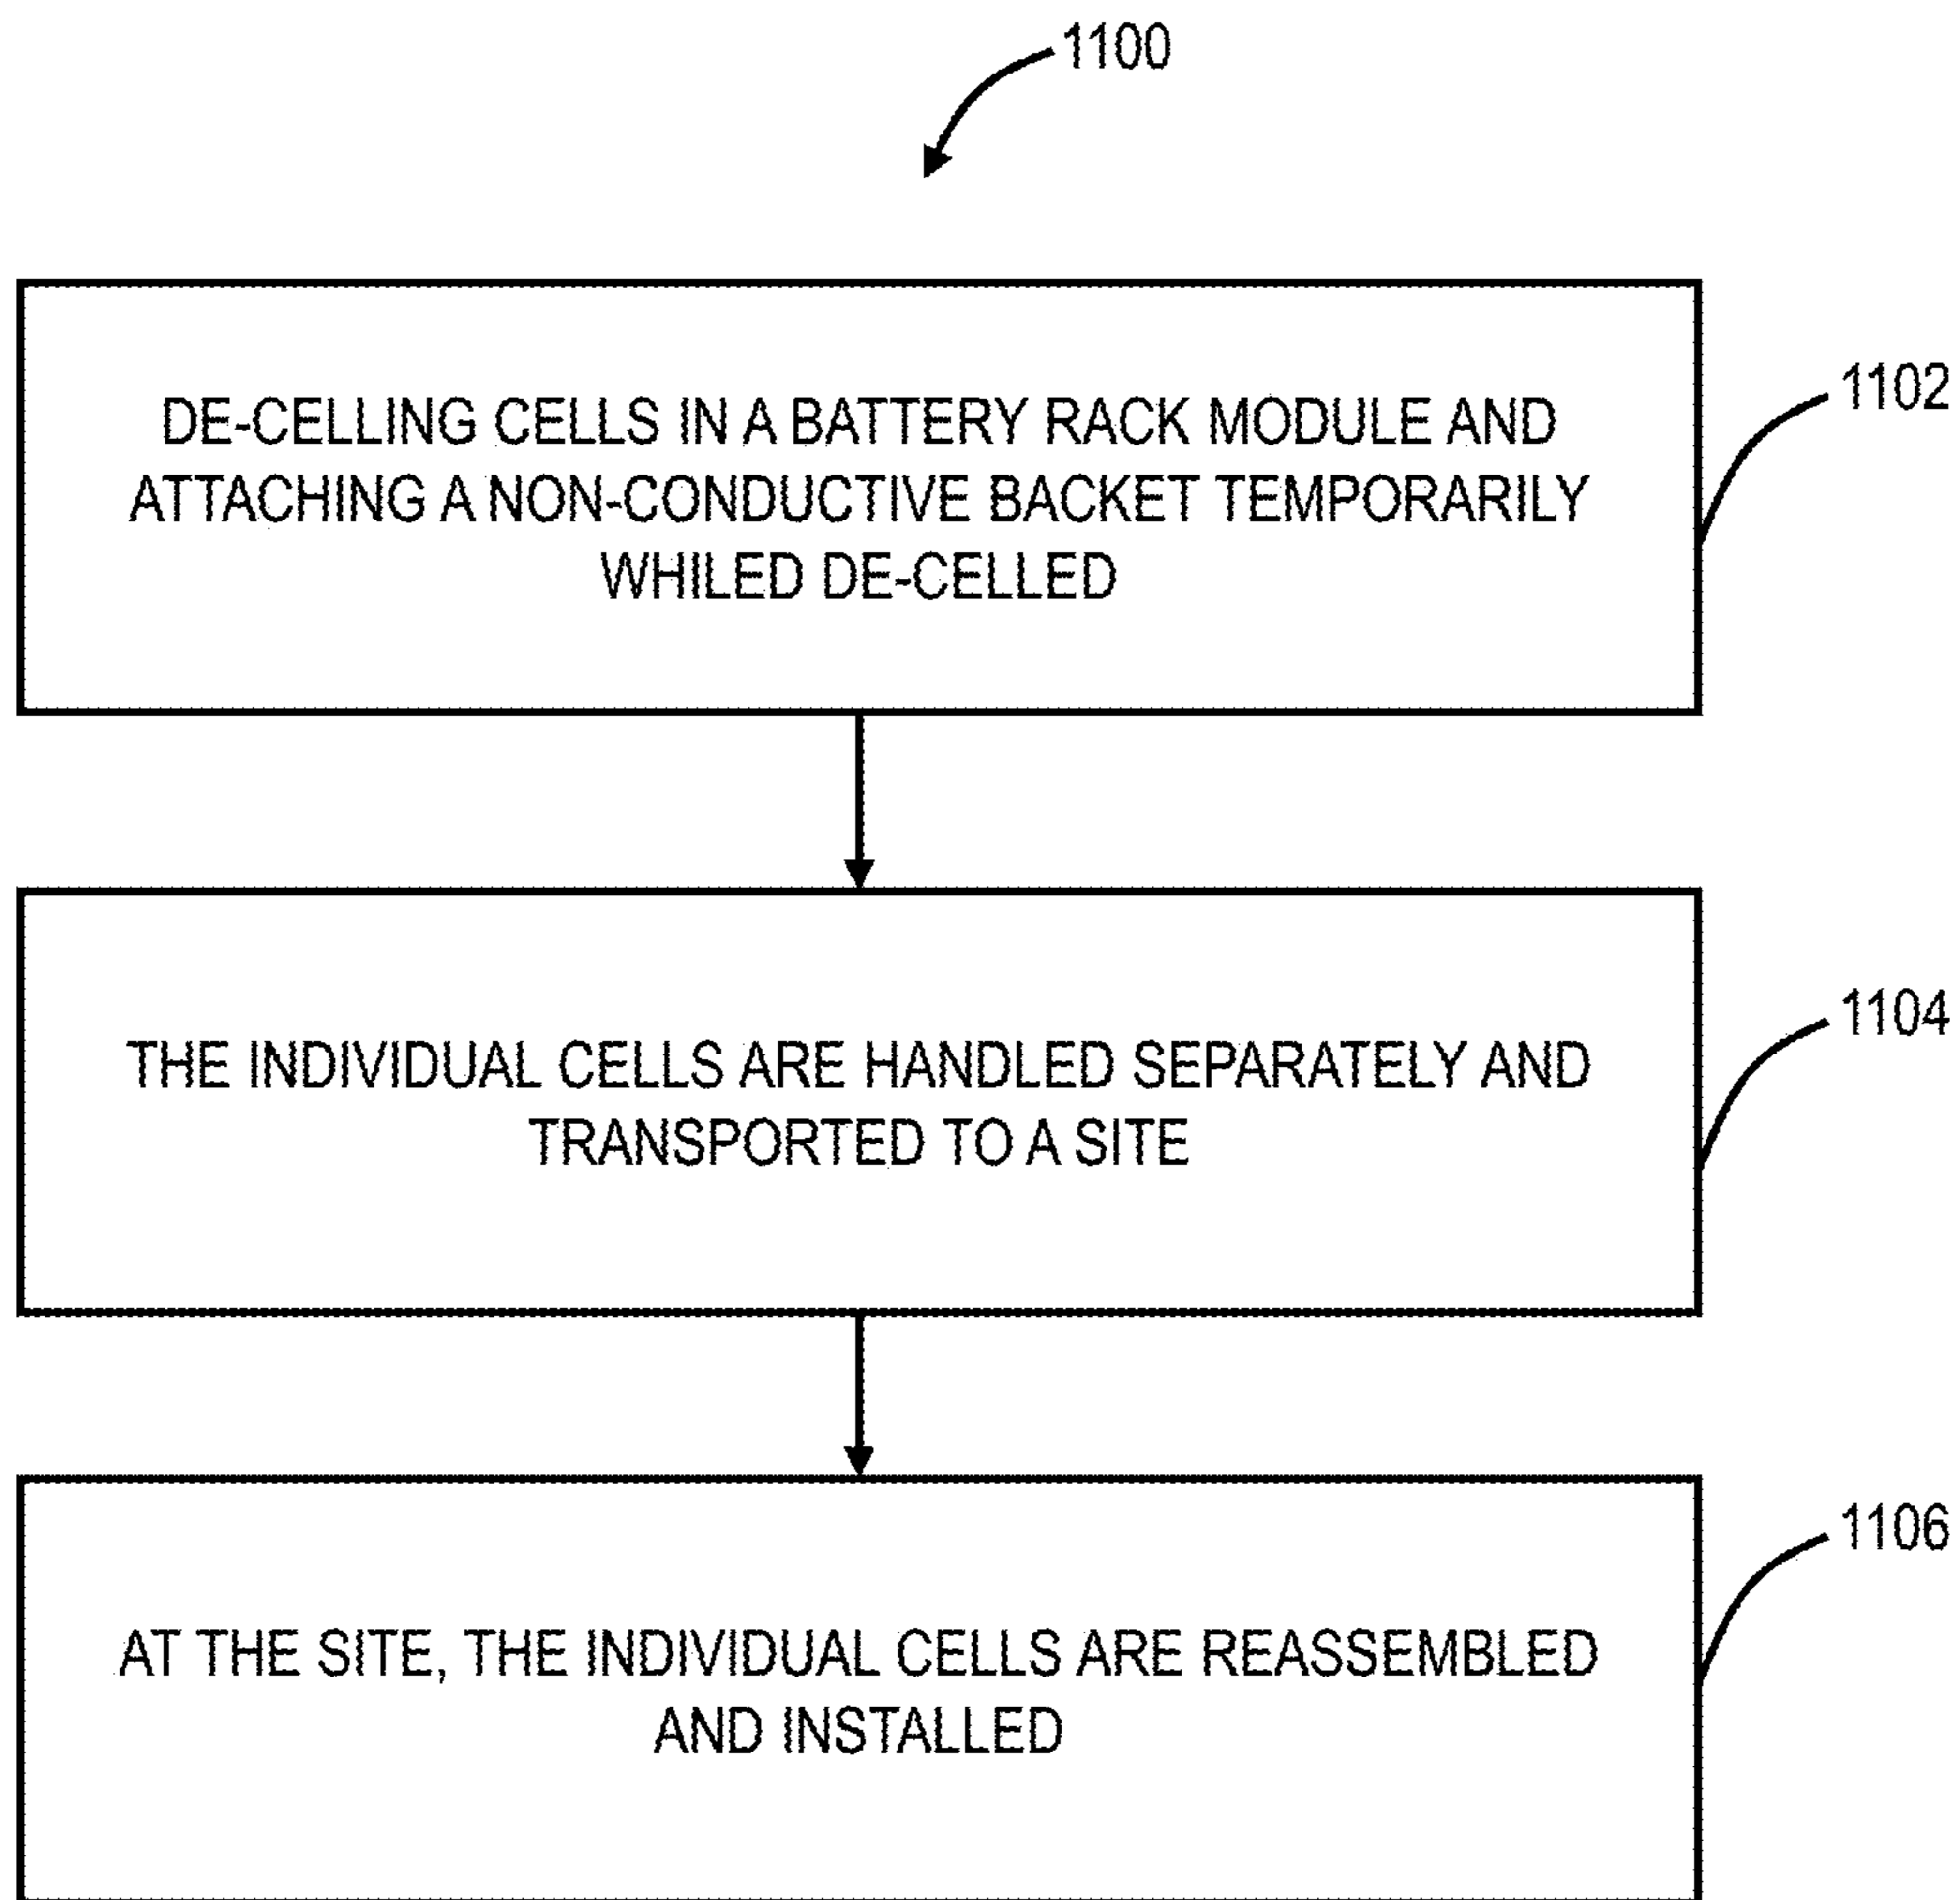 1100
DE-CELLING CELLS IN A BATTERY RACK MODULE AND
ATTACHING A NON-CONDUCTIVE BACKET TEMPORARILY
WHILED DE-CELLED
1102
THE INDIVIDUAL CELLS ARE HANDLED SEPARATELY AND
TRANSPORTED TO A SITE
1104
AT THE SITE, THE INDIVIDUAL CELLS ARE REASSEMBLED
AND INSTALLED
1106